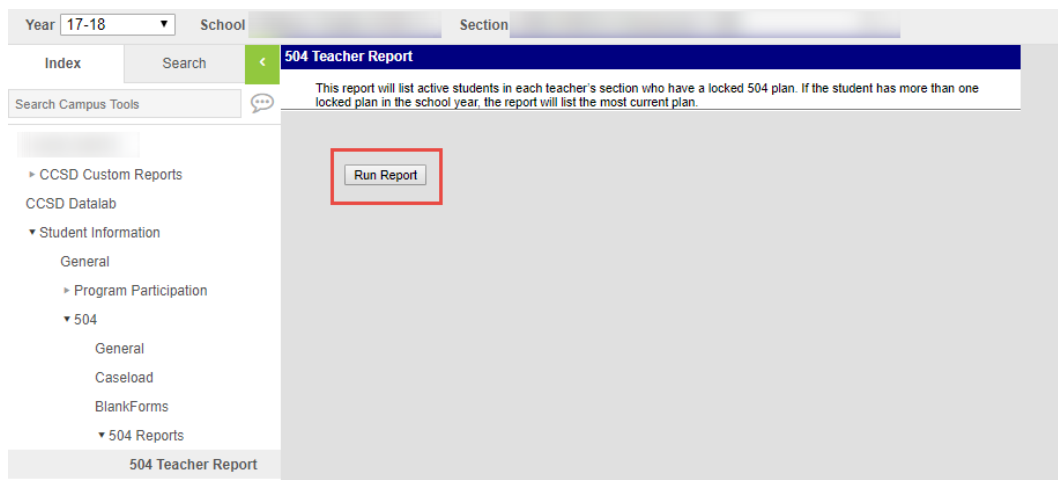 Year 17-18 School Section
Index Search
Search Campus Tools
CCSD Custom Reports
CCSD Datalab
Student Information
General
Program Participation
504
General
Caseload
BlankForms
504 Reports
504 Teacher Report
504 Teacher Report
This report will list active students in each teacher's section who have a locked 504 plan. If the student has more than one
locked plan in the school year, the report will list the most current plan.
Run Report